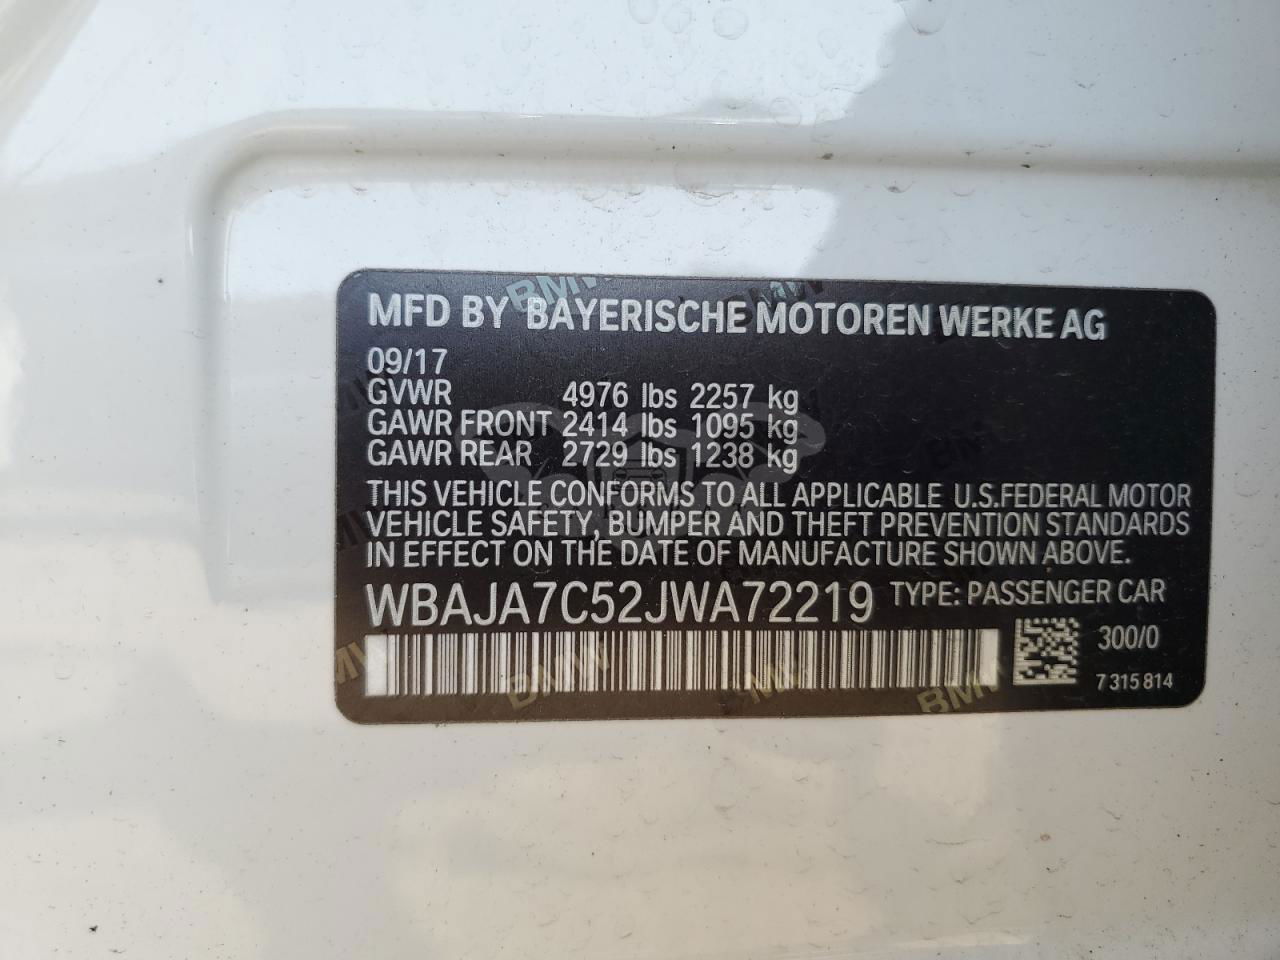 MFD BY BAYERISCHE MOTOREN WERKE AG
09/17
GVWR 4976 lbs 2257 kg
GAWR FRONT 2414 lbs 1095 kg
GAWR REAR 2729 lbs 1238 kg
THIS VEHICLE CONFORMS TO ALL APPLICABLE U.S.FEDERAL MOTOR
VEHICLE SAFETY, BUMPER AND THEFT PREVENTION STANDARDS
IN EFFECT ON THE DATE OF MANUFACTURE SHOWN ABOVE.
WBAJA7C52JWA72219 TYPE: PASSENGER CAR
300/0
7 315 814